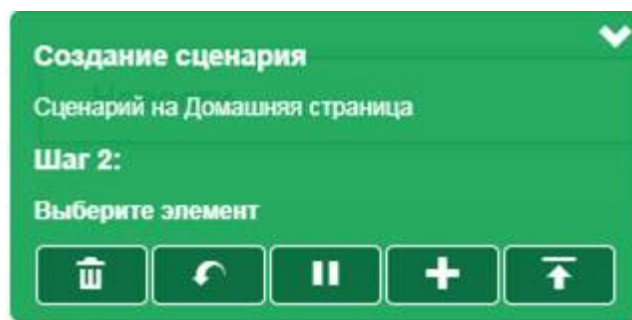 Создание сценария
Сценарий на Домашняя страница
Шаг 2:
Выберите элемент